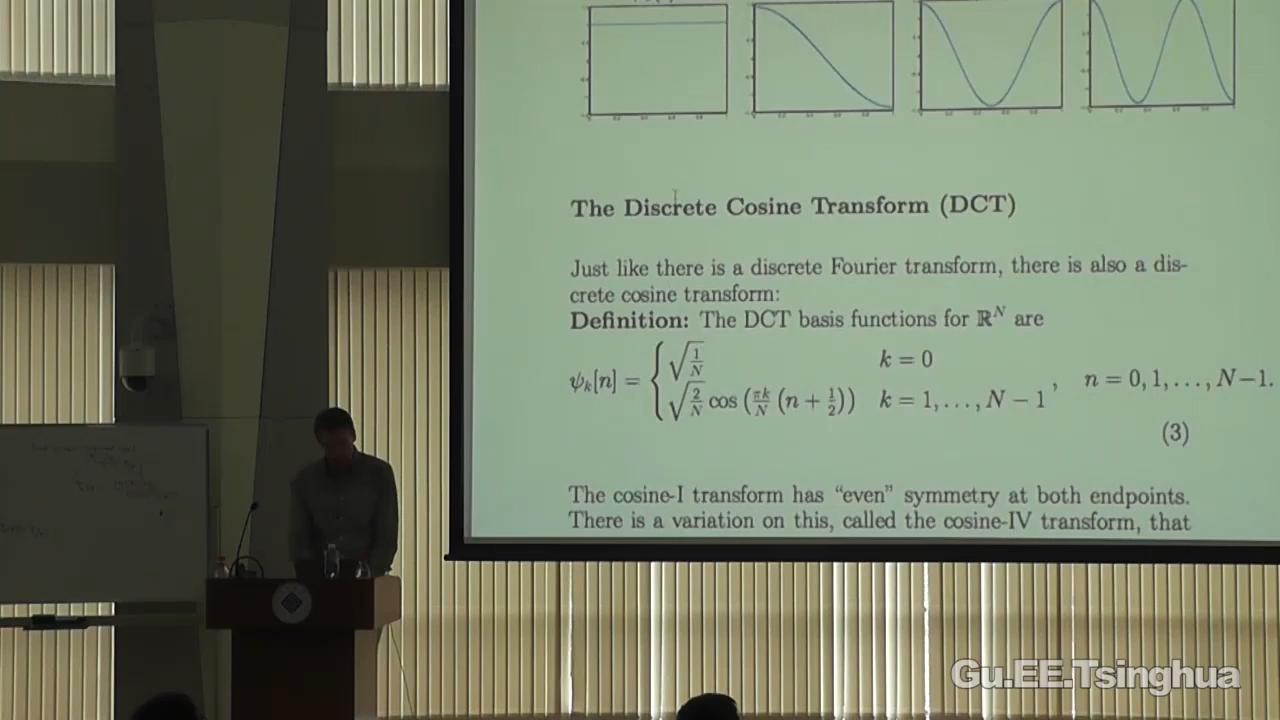 The Discrete Cosine Transform (DCT)
Just like there is a discrete Fourier transform, there is also a dis-
crete cosine transform:
Definition: The DCT basis functions for ℝᴺ are
ψₖ[n] = { √(1/N)  k = 0
√(2/N) cos (πk/N (n + 1/2))  k = 1, . . . , N − 1 ,  n = 0, 1, . . . , N−1.
(3)
The cosine-I transform has “even” symmetry at both endpoints.
There is a variation on this, called the cosine-IV transform, that
Gu.EE.Tsinghua